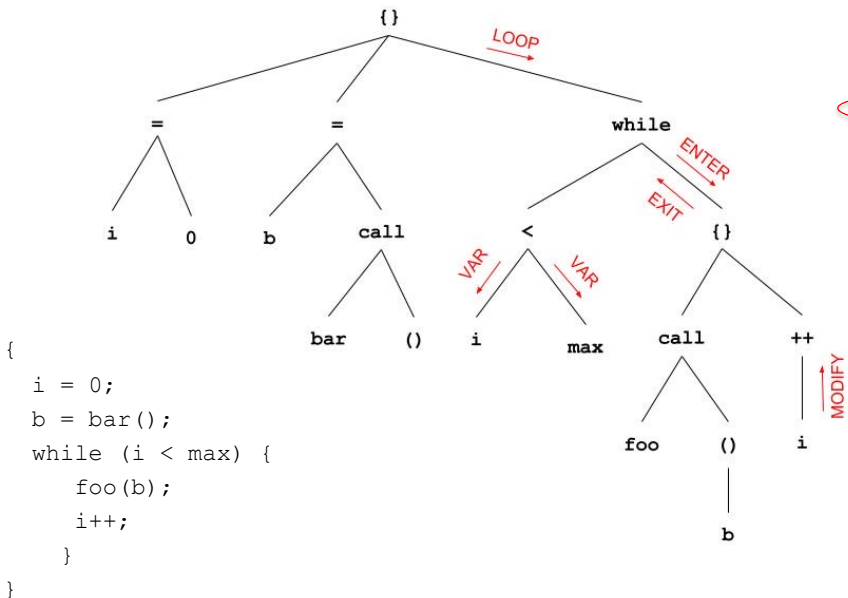 {}
LOOP
= = while
ENTER
EXIT
i 0 b call < {}
VAR VAR
bar () i max call ++
MODIFY
foo () i
b
{
i = 0;
b = bar();
while (i < max) {
foo(b);
i++;
}
}